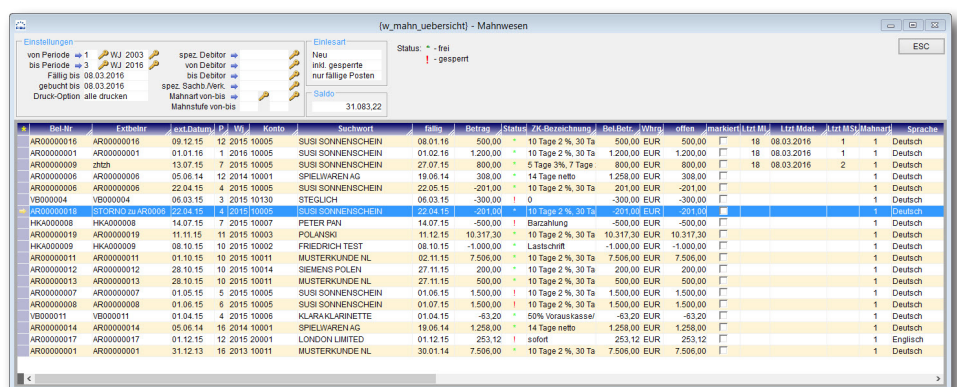 {w_mahn_uebersicht} - Mahnwesen
Einstellungen
von Periode 1 WJ 2003 spez. Debitor
bis Periode 3 WJ 2016 von Debitor
Fällig bis 08.03.2016 bis Debitor
gebucht bis 08.03.2016 spez. Sachb./Verk.
Druck-Option alle drucken Mahnart von-bis
Mahnstufe von-bis
Einlesart
Neu
inkl. gesperrte
nur fällige Posten
Saldo
31.083,22
Status: * - frei
! - gesperrt
ESC
Bel-Nr Extbelnr ext.Datum P Wj Konto Suchwort fällig Betrag Status ZK-Bezeichnung Bel.Betr. Whrg. offen markiert Ltzt ML Ltzt Mdat. Ltzt MSt. Mahnart Sprache
AR00000016 AR00000016 09.12.15 12 2015 10005 SUSI SONNENSCHEIN 08.01.16 500,00 * 10 Tage 2 %, 30 Ta 500,00 EUR 500,00 18 08.03.2016 1 1 Deutsch
AR00000001 AR00000001 01.01.16 1 2016 10005 SUSI SONNENSCHEIN 01.02.16 1.200,00 * 10 Tage 2 %, 30 Ta 1.200,00 EUR 1.200,00 18 08.03.2016 1 1 Deutsch
AR00000009 zhtzh 13.07.15 7 2015 10005 SUSI SONNENSCHEIN 27.07.15 800,00 * 5 Tage 3%, 7 Tage 800,00 EUR 800,00 18 08.03.2016 2 1 Deutsch
AR00000006 AR00000006 05.06.14 12 2014 10001 SPIELWAREN AG 19.06.14 308,00 * 14 Tage netto 1.258,00 EUR 308,00 1 Deutsch
AR00000006 AR00000006 22.04.15 4 2015 10005 SUSI SONNENSCHEIN 22.05.15 -201,00 * 10 Tage 2 %, 30 Ta 201,00 EUR -201,00 1 Deutsch
VB000004 VB000004 06.03.15 3 2015 10130 STEGLICH 06.03.15 -300,00 ! 0 -300,00 EUR -300,00 1 Deutsch
AR00000018 STORNO zu AR0006 22.04.15 4 2015 10005 SUSI SONNENSCHEIN 22.04.15 -201,00 * 10 Tage 2 %, 30 Ta -201,00 EUR -201,00 1 Deutsch
HKA000008 HKA000008 14.07.15 7 2015 10007 PETER PAN 14.07.15 -500,00 ! Barzahlung -500,00 EUR -500,00 1 Deutsch
AR00000019 AR00000019 11.11.15 11 2015 10003 POLANSKI 11.12.15 10.317,30 * 10 Tage 2 %, 30 Ta 10.317,30 EUR 10.317,30 1 Deutsch
HKA000009 HKA000009 08.10.15 10 2015 10002 FRIEDRICH TEST 08.10.15 -1.000,00 * Lastschrift -1.000,00 EUR -1.000,00 1 Deutsch
AR00000011 AR00000011 01.10.15 10 2015 10011 MUSTERKUNDE NL 02.11.15 7.506,00 * 10 Tage 2 %, 30 Ta 7.506,00 EUR 7.506,00 1 Deutsch
AR00000012 AR00000012 28.10.15 10 2015 10014 SIEMENS POLEN 27.11.15 200,00 * 10 Tage 2 %, 30 Ta 200,00 EUR 200,00 1 Deutsch
AR00000013 AR00000013 28.10.15 10 2015 10011 MUSTERKUNDE NL 27.11.15 500,00 * 10 Tage 2 %, 30 Ta 500,00 EUR 500,00 1 Deutsch
AR00000007 AR00000007 01.05.15 5 2015 10005 SUSI SONNENSCHEIN 01.06.15 1.500,00 ! 10 Tage 2 %, 30 Ta 1.500,00 EUR 1.500,00 1 Deutsch
AR00000008 AR00000008 01.06.15 6 2015 10005 SUSI SONNENSCHEIN 01.07.15 1.500,00 ! 10 Tage 2 %, 30 Ta 1.500,00 EUR 1.500,00 1 Deutsch
VB000011 VB000011 01.04.15 4 2015 10006 KLARA KLARINETTE 01.04.15 -63,20 ! 50% Vorauskasse/ -63,20 EUR -63,20 1 Deutsch
AR00000014 AR00000014 05.06.14 16 2014 10001 SPIELWAREN AG 19.06.14 1.258,00 * 14 Tage netto 1.258,00 EUR 1.258,00 1 Deutsch
AR00000017 AR00000017 01.12.15 12 2015 20001 LONDON LIMITED 01.12.15 253,12 ! sofort 253,12 EUR 253,12 1 Englisch
AR00000001 AR00000001 31.12.13 16 2013 10011 MUSTERKUNDE NL 30.01.14 7.506,00 * 10 Tage 2 %, 30 Ta 7.506,00 EUR 7.506,00 1 Deutsch